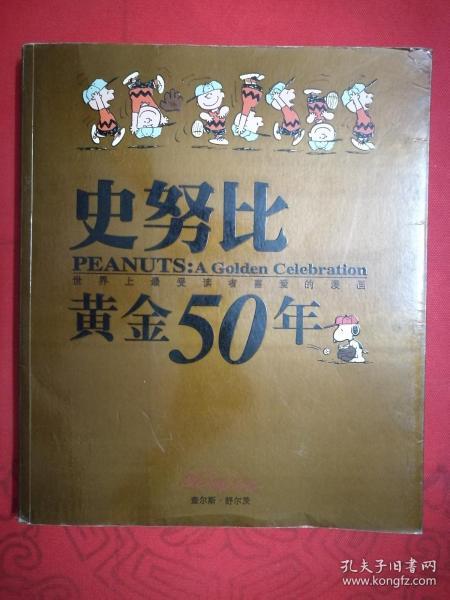 史努比
PEANUTS: A Golden Celebration
世界上最受读者喜爱的漫画
黄金50年
查尔斯·舒尔茨
孔夫子旧书网
www.kongfz.com